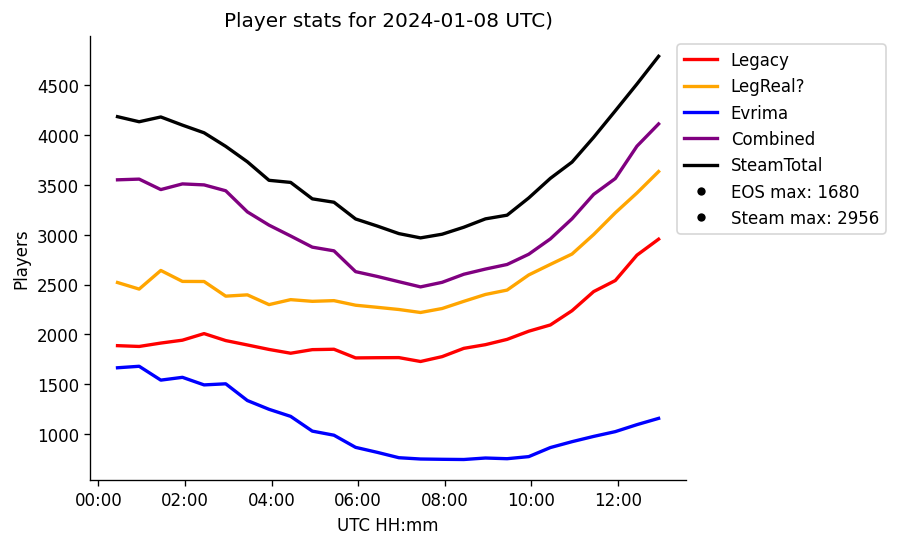 Player stats for 2024-01-08 UTC)
Legacy
LegReal?
Evrima
Combined
SteamTotal
EOS max: 1680
Steam max: 2956
4500
4000
3500
3000
2500
2000
1500
1000
Players
00:00 02:00 04:00 06:00 08:00 10:00 12:00
UTC HH:mm